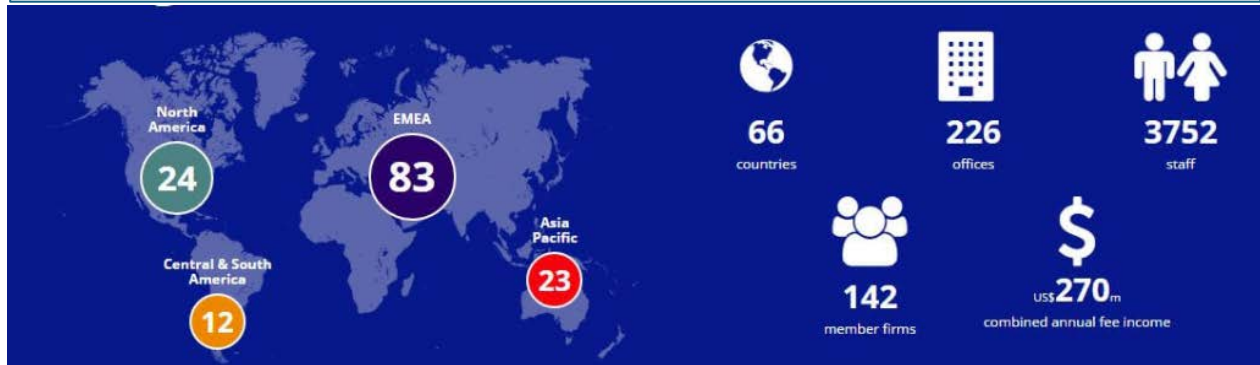 North
America
24
EMEA
83
Asia
Pacific
23
Central & South
America
12
66
countries
226
offices
3752
staff
142
member firms
US$270m
combined annual fee income